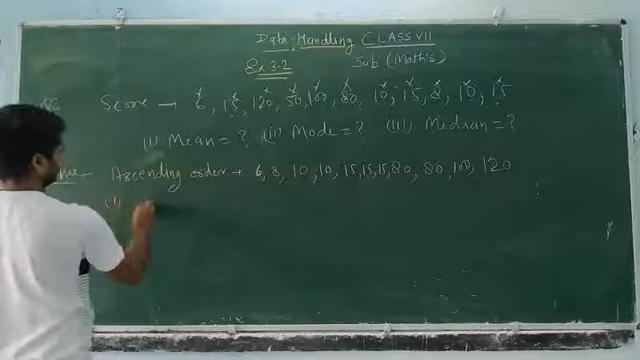 Data Handling CLASS VII
Ex 3.2 Sub (Math's)
Score → 6, 15, 120, 50, 100, 80, 10, 15, 8, 10, 15
(i) Mean = ? (ii) Mode = ? (iii) Median = ?
Ascending order → 6, 8, 10, 10, 15, 15, 15, 80, 80, 100, 120
(i)